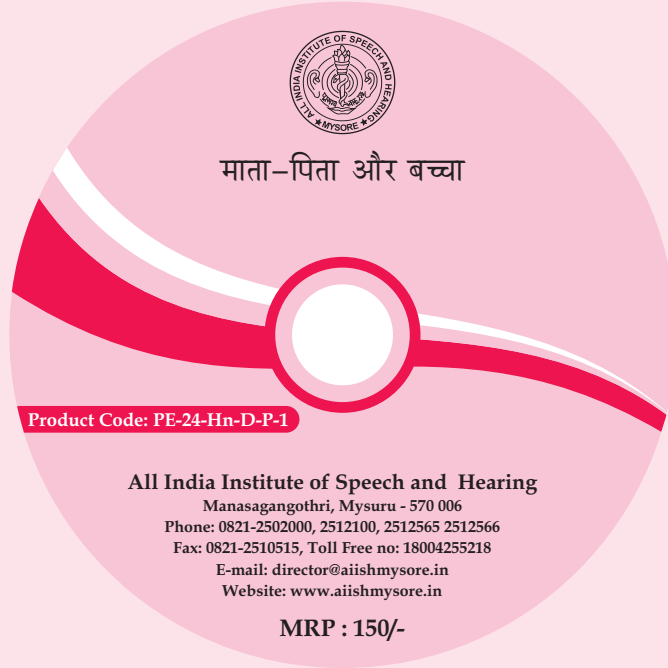 ALL INDIA INSTITUTE OF SPEECH AND HEARING
★ MYSORE ★
माता-पिता और बच्चा
Product Code: PE-24-Hn-D-P-1
All India Institute of Speech and Hearing
Manasagangothri, Mysuru - 570 006
Phone: 0821-2502000, 2512100, 2512565 2512566
Fax: 0821-2510515, Toll Free no: 18004255218
E-mail: director@aiishmysore.in
Website: www.aiishmysore.in
MRP : 150/-